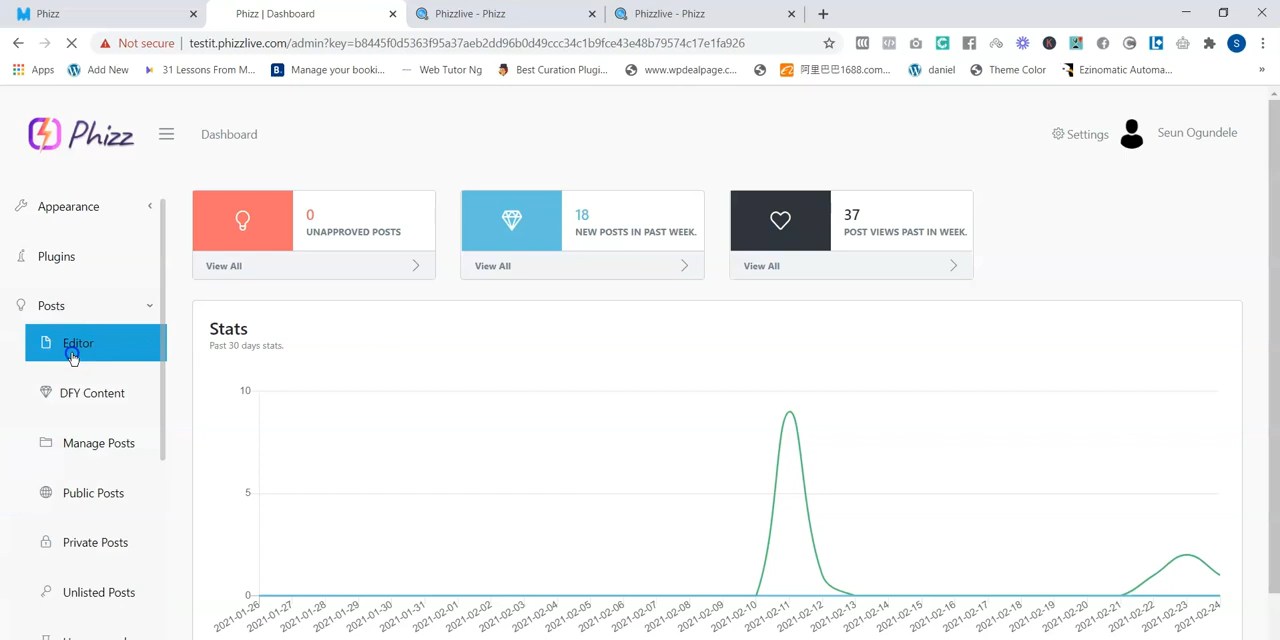 Phizz
Phizz | Dashboard
Phizzlive - Phizz
Phizzlive - Phizz
Not secure
testit.phizzlive.com/admin?key=b8445f0d5363f95a37aeb2dd96b0d49ccc34c1b9fce43e48b79574c17e1fa926
S
Apps
Add New
31 Lessons From M...
B.
Manage your booki...
Web Tutor Ng
Best Curation Plugi...
www.wpdealpage.c...
阿里巴巴1688.com...
daniel
Theme Color
Ezinomatic Automa...
»
Phizz
Dashboard
Settings
Seun Ogundele
Appearance
Plugins
Posts
Editor
DFY Content
Manage Posts
Public Posts
Private Posts
Unlisted Posts
0
UNAPPROVED POSTS
View All
18
NEW POSTS IN PAST WEEK.
View All
37
POST VIEWS PAST IN WEEK.
View All
Stats
Past 30 days stats.
10
5
0
2021-01-26
2021-01-27
2021-01-28
2021-01-29
2021-01-30
2021-01-31
2021-02-01
2021-02-02
2021-02-03
2021-02-04
2021-02-05
2021-02-06
2021-02-07
2021-02-08
2021-02-09
2021-02-10
2021-02-11
2021-02-12
2021-02-13
2021-02-14
2021-02-15
2021-02-16
2021-02-17
2021-02-18
2021-02-19
2021-02-20
2021-02-21
2021-02-22
2021-02-23
2021-02-24